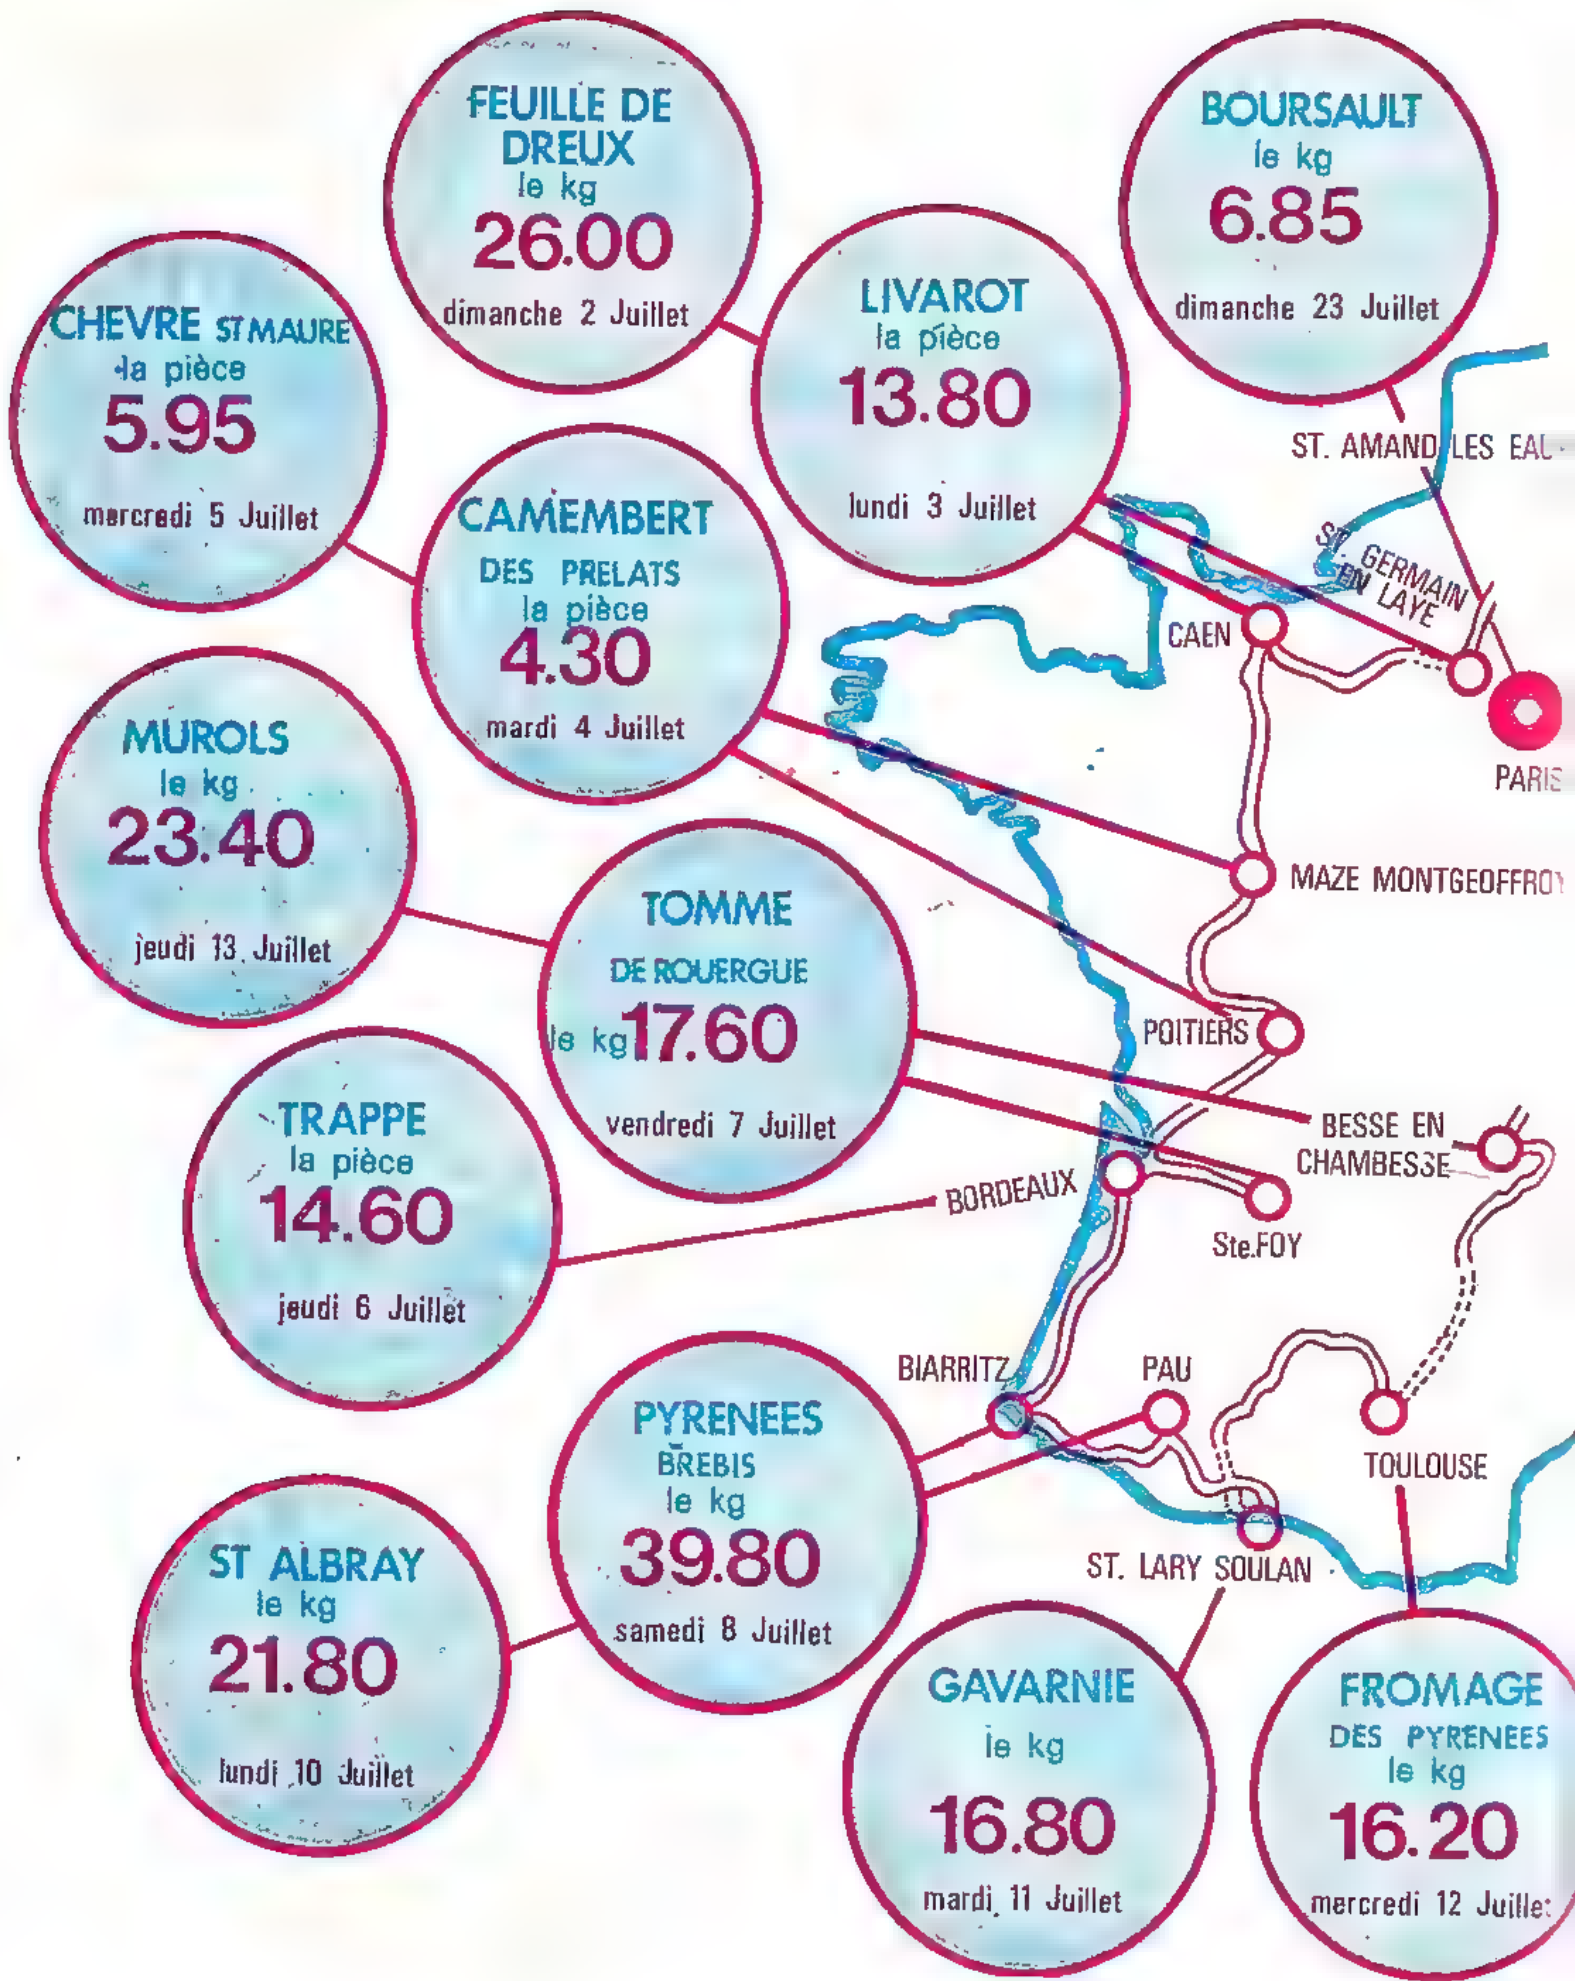 FEUILLE DE
DREUX
le kg
26.00
dimanche 2 Juillet
BOURSAULT
le kg
6.85
dimanche 23 Juillet
LIVAROT
la pièce
13.80
lundi 3 Juillet
CHEVRE ST MAURE
la pièce
5.95
mercredi 5 Juillet
CAMEMBERT
DES PRELATS
la pièce
4.30
mardi 4 Juillet
MUROLS
le kg
23.40
jeudi 13 Juillet
TOMME
DE ROUERGUE
le kg 17.60
vendredi 7 Juillet
TRAPPE
la pièce
14.60
jeudi 6 Juillet
PYRENEES
BREBIS
le kg
39.80
samedi 8 Juillet
ST ALBRAY
le kg
21.80
lundi 10 Juillet
GAVARNIE
le kg
16.80
mardi 11 Juillet
FROMAGE
DES PYRENEES
le kg
16.20
mercredi 12 Juillet
ST. AMAND LES EAU
ST. GERMAIN
EN LAYE
CAEN
PARIS
MAZE MONTGEOFFROY
POITIERS
BESSE EN
CHAMBESSE
BORDEAUX
Ste.FOY
BIARRITZ
PAU
TOULOUSE
ST. LARY SOULAN